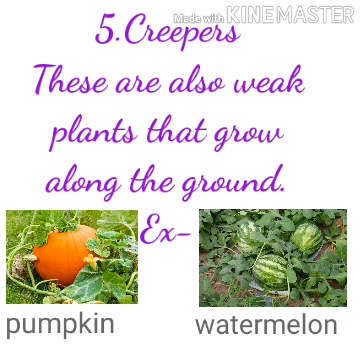 Made with KINEMASTER
5.Creepers
These are also weak
plants that grow
along the ground.
Ex-
pumpkin
watermelon